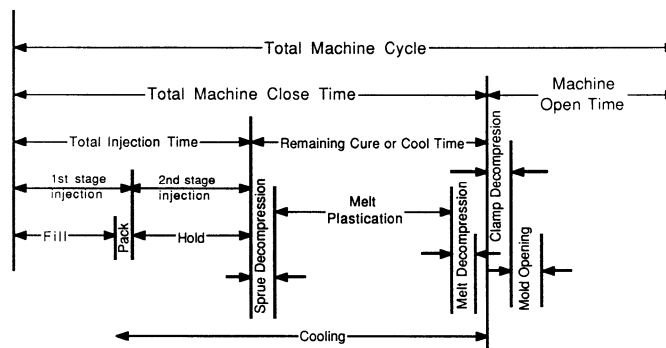 Total Machine Cycle
Total Machine Close Time
Machine
Open Time
Total Injection Time
Remaining Cure or Cool Time
1st stage
injection
2nd stage
injection
Fill
Pack
Hold
Sprue Decompression
Melt
Plastication
Melt Decompression
Clamp Decompression
Mold Opening
Cooling